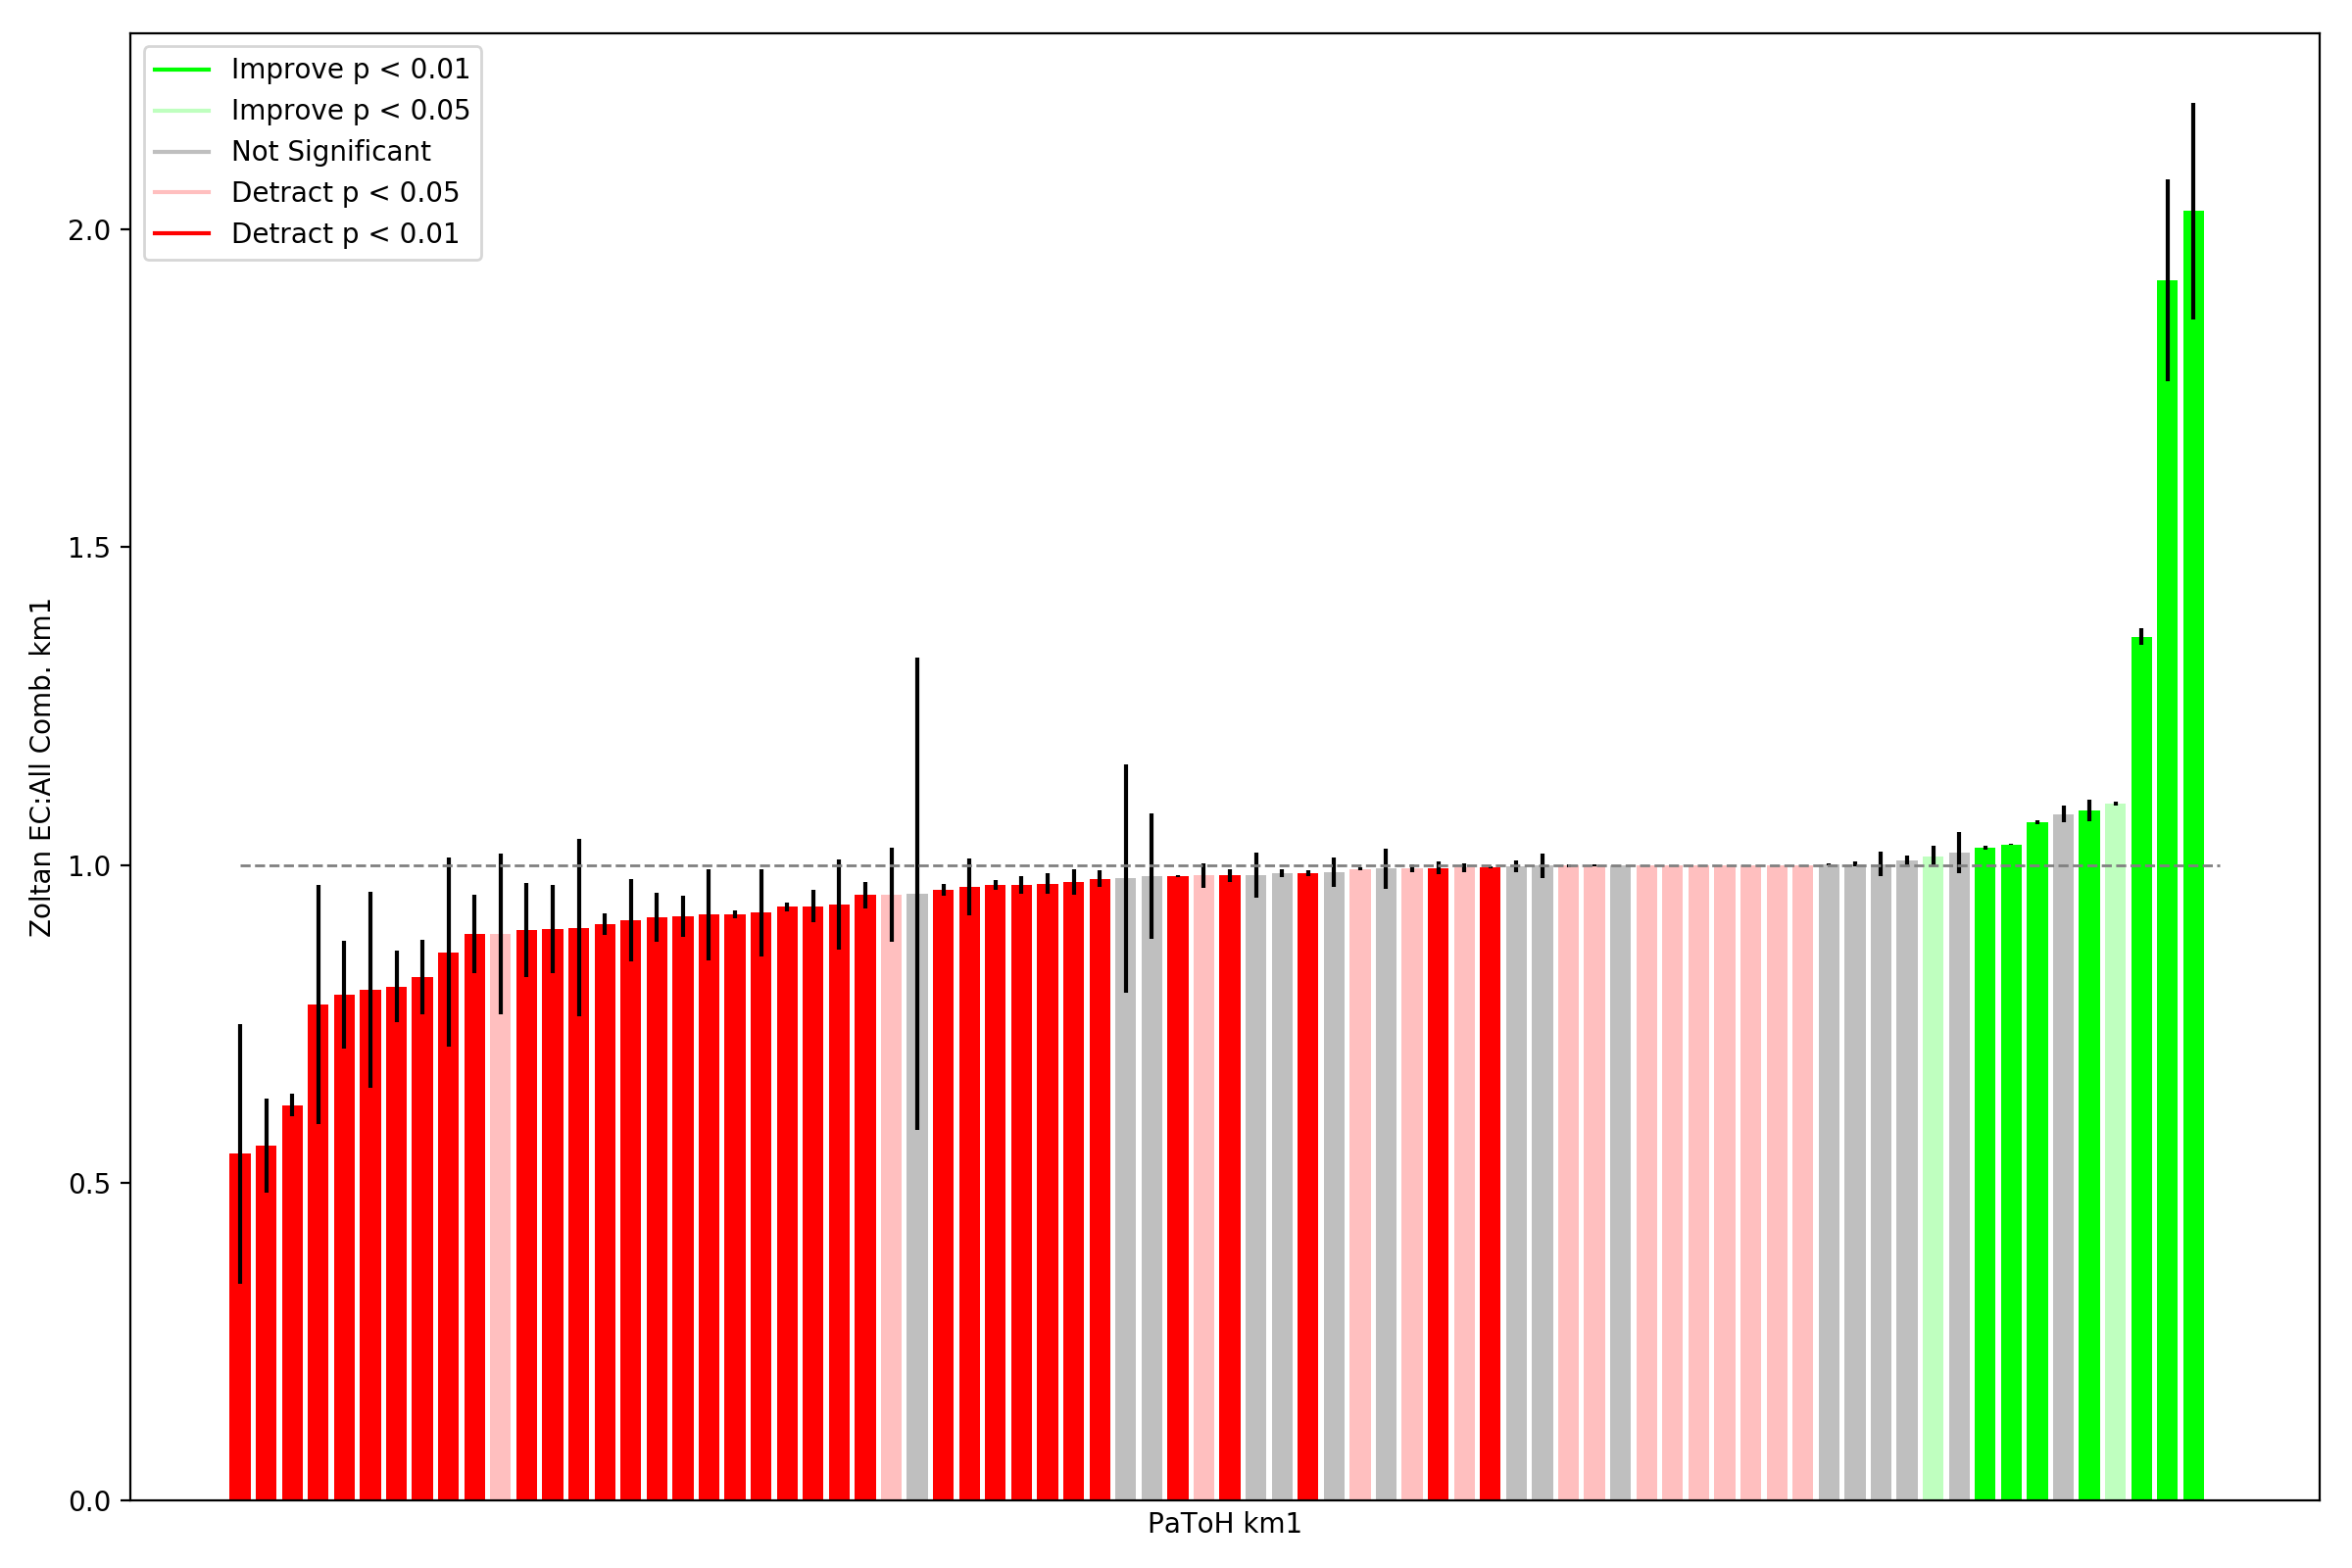 Improve p < 0.01
Improve p < 0.05
Not Significant
Detract p < 0.05
Detract p < 0.01
2.0
1.5
1.0
0.5
0.0
Zoltan EC:All Comb. km1
PaToH km1